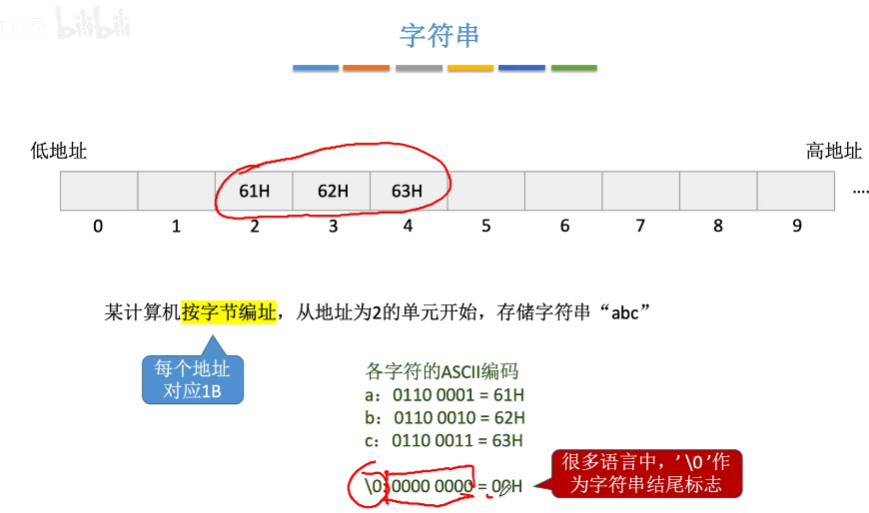 bilibili
字符串
低地址
高地址
61H 62H 63H
....
0 1 2 3 4 5 6 7 8 9
某计算机按字节编址，从地址为2的单元开始，存储字符串“abc”
每个地址
对应1B
各字符的ASCII编码
a：0110 0001 = 61H
b：0110 0010 = 62H
c：0110 0011 = 63H
\0: 0000 0000 = 00H
很多语言中，’\0’作
为字符串结尾标志